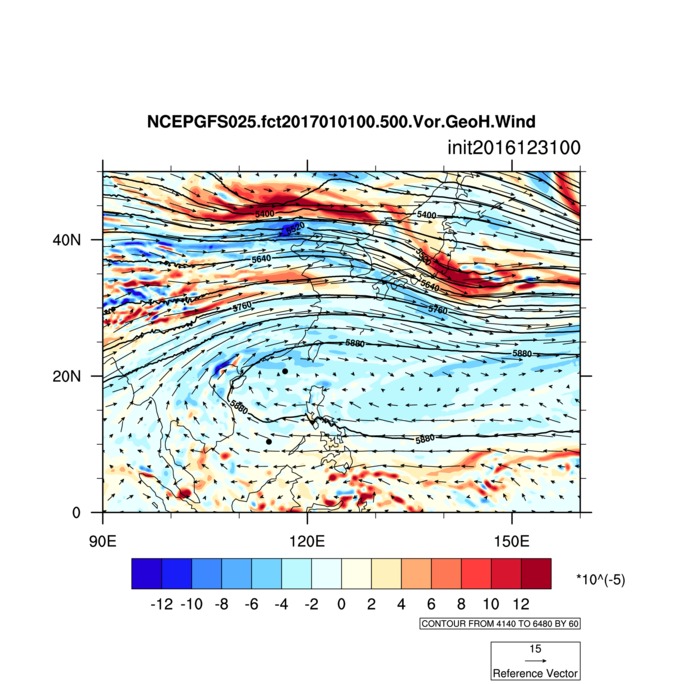 NCEPGFS025.fct2017010100.500.Vor.GeoH.Wind
init2016123100
5400
5400
5520
40N
5640
5640
5760
5760
5880
5880
20N
5880
5880
0
90E 120E 150E
-12 -10 -8 -6 -4 -2 0 2 4 6 8 10 12
*10^(-5)
CONTOUR FROM 4140 TO 6480 BY 60
15
Reference Vector